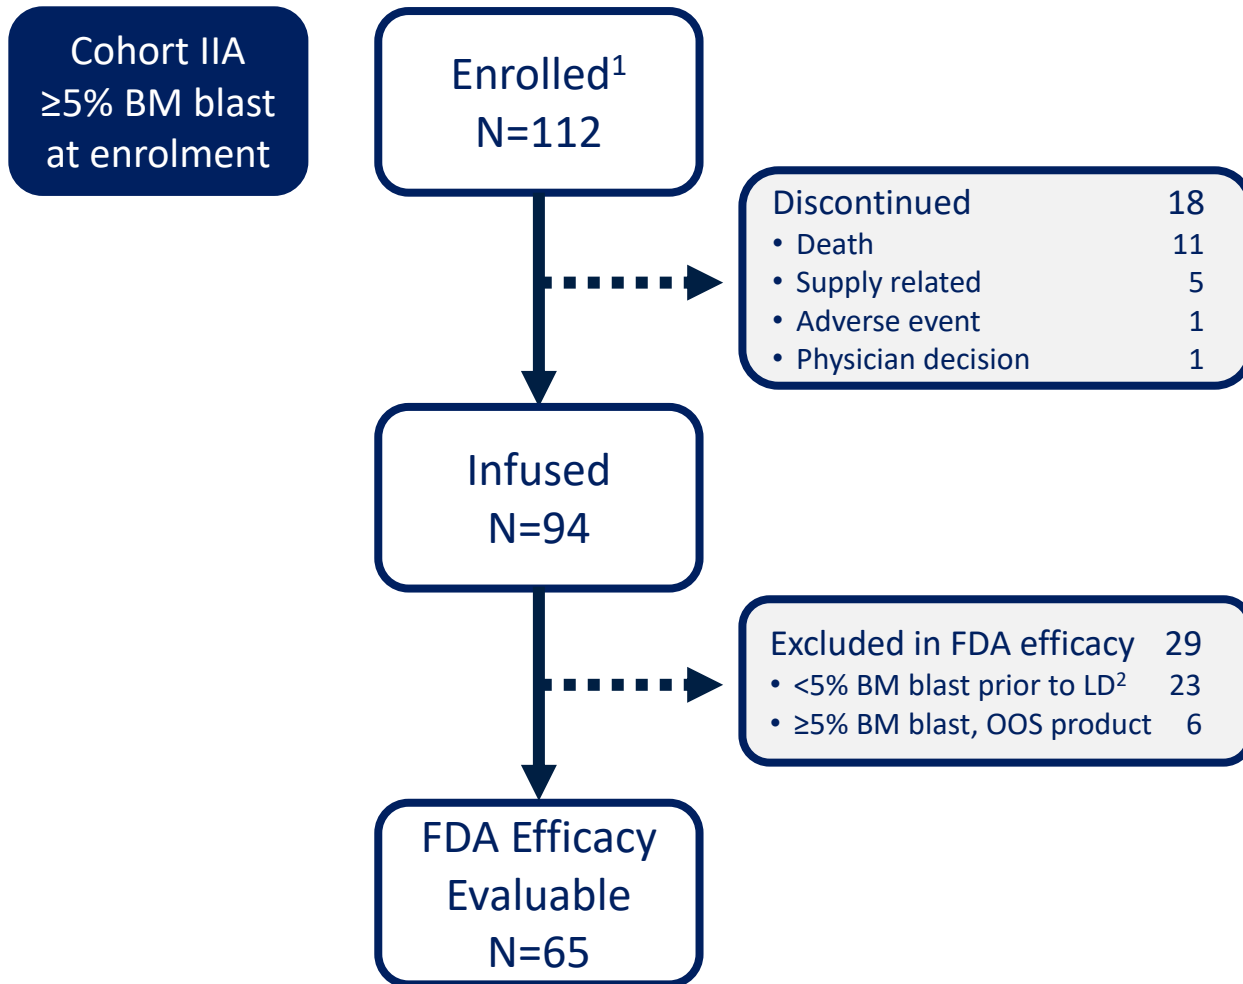 Cohort IIA
≥5% BM blast
at enrolment
Enrolled¹
N=112
Discontinued 18
• Death 11
• Supply related 5
• Adverse event 1
• Physician decision 1
Infused
N=94
Excluded in FDA efficacy 29
• <5% BM blast prior to LD² 23
• ≥5% BM blast, OOS product 6
FDA Efficacy
Evaluable
N=65